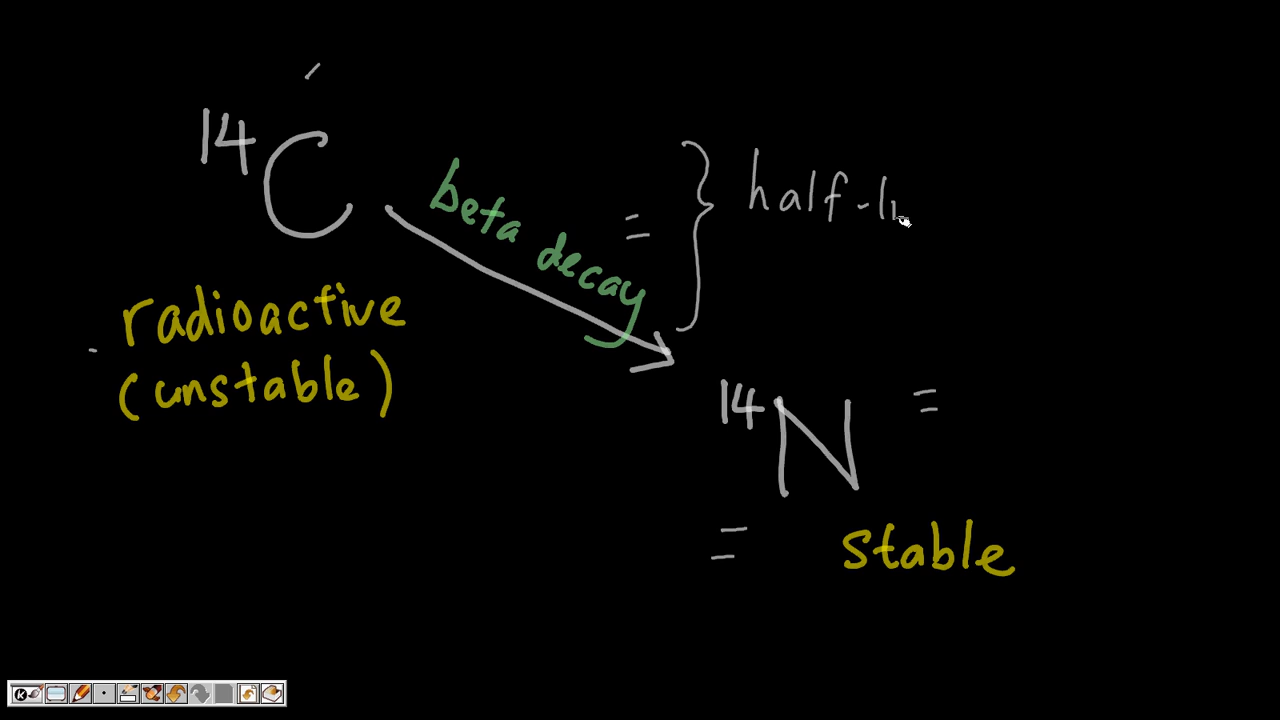 14C
beta decay
} half-li
radioactive
(unstable)
14N
=
=
=
stable